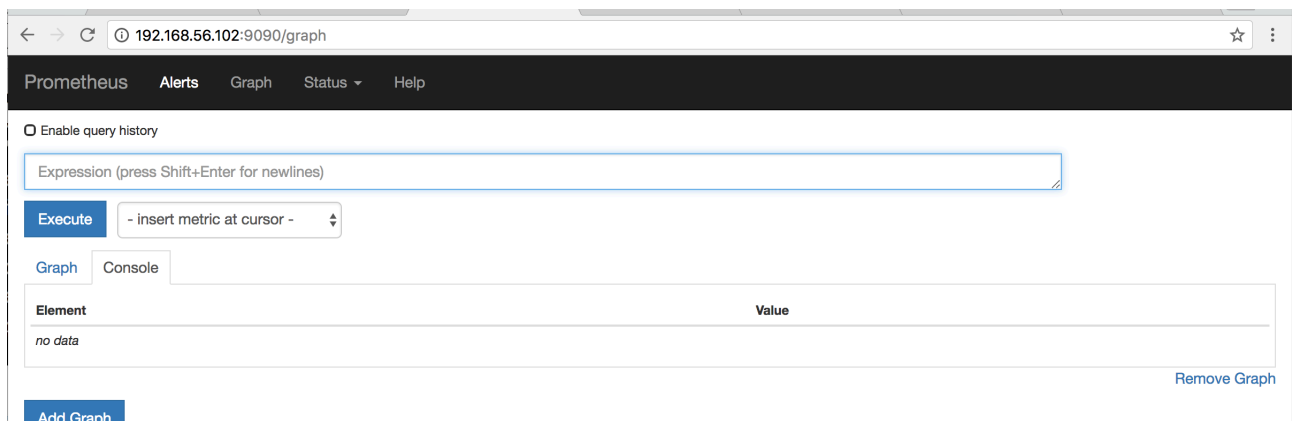 192.168.56.102:9090/graph
Prometheus Alerts Graph Status Help
Enable query history
Expression (press Shift+Enter for newlines)
Execute - insert metric at cursor -
Graph Console
Element Value
no data
Remove Graph
Add Graph